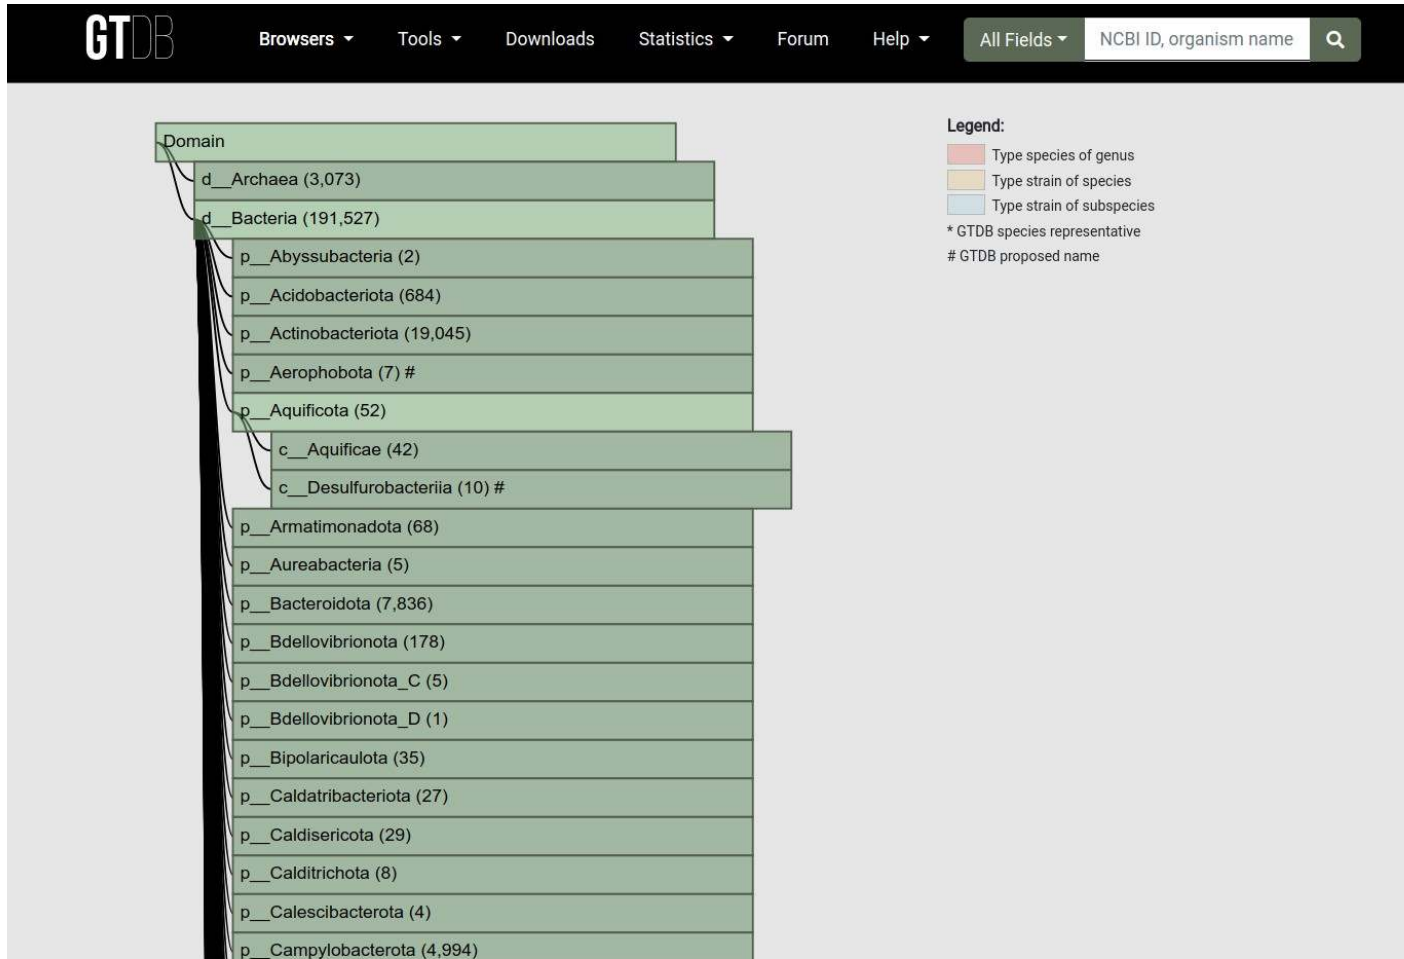 GTDB Browsers Tools Downloads Statistics Forum Help All Fields NCBI ID, organism name
Domain
d__Archaea (3,073)
d__Bacteria (191,527)
p__Abyssubacteria (2)
p__Acidobacteriota (684)
p__Actinobacteriota (19,045)
p__Aerophobota (7) #
p__Aquificota (52)
c__Aquificae (42)
c__Desulfurobacteriia (10) #
p__Armatimonadota (68)
p__Aureabacteria (5)
p__Bacteroidota (7,836)
p__Bdellovibrionota (178)
p__Bdellovibrionota_C (5)
p__Bdellovibrionota_D (1)
p__Bipolaricaulota (35)
p__Caldatribacteriota (27)
p__Caldisericota (29)
p__Calditrichota (8)
p__Calescibacterota (4)
p__Campylobacterota (4,994)
Legend:
Type species of genus
Type strain of species
Type strain of subspecies
* GTDB species representative
# GTDB proposed name